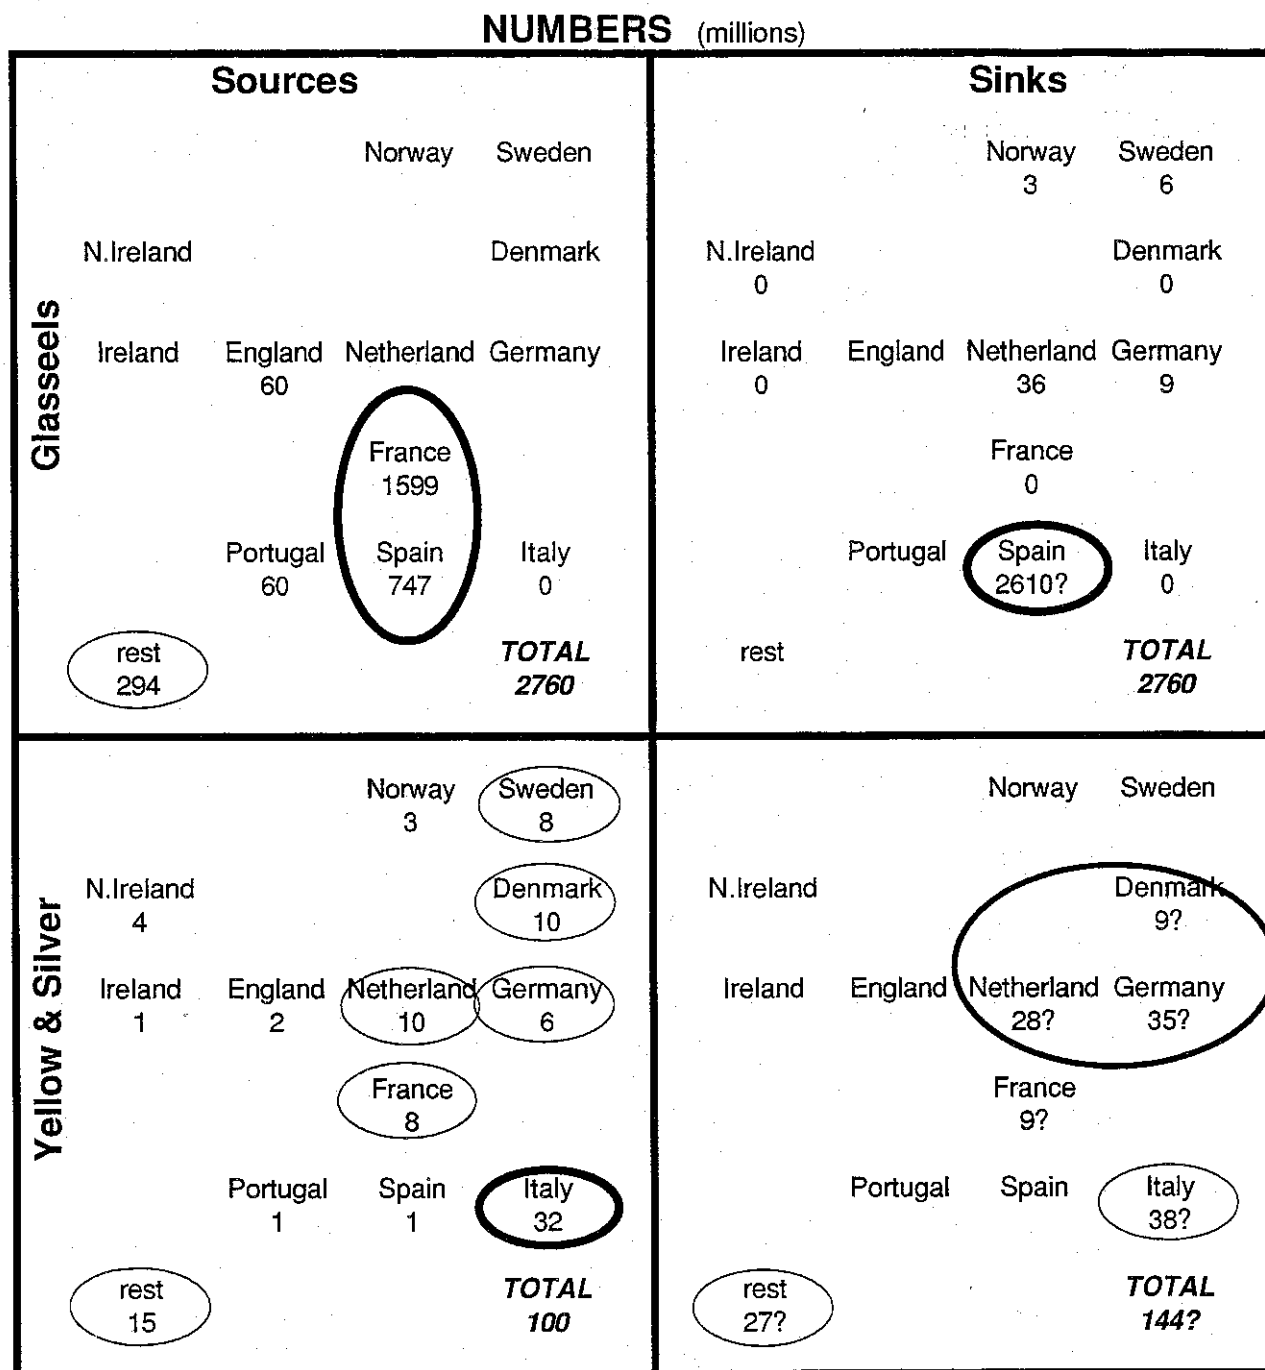 NUMBERS (millions)
Sources
Sinks
Glasseels
Norway Sweden
N.Ireland Denmark
Ireland England Netherland Germany
60
France
1599
Portugal Spain Italy
60 747 0
rest TOTAL
294 2760
Norway Sweden
3 6
N.Ireland Denmark
0 0
Ireland England Netherland Germany
0 36 9
France
0
Portugal Spain Italy
2610? 0
rest TOTAL
2760
Yellow & Silver
Norway Sweden
3 8
N.Ireland Denmark
4 10
Ireland England Netherland Germany
1 2 10 6
France
8
Portugal Spain Italy
1 1 32
rest TOTAL
15 100
Norway Sweden
N.Ireland Denmark
9?
Ireland England Netherland Germany
28? 35?
France
9?
Portugal Spain Italy
38?
rest TOTAL
27? 144?